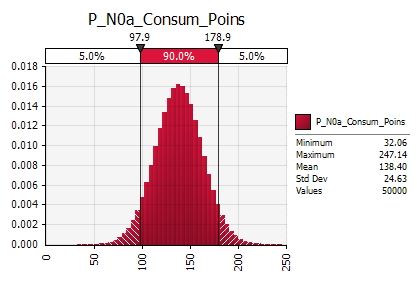 P_N0a_Consum_Poins
97.9 178.9
5.0% 90.0% 5.0%
0.018
0.016
0.014
0.012
0.010
0.008
0.006
0.004
0.002
0.000
0 50 100 150 200 250
P_N0a_Consum_Poins
Minimum 32.06
Maximum 247.14
Mean 138.40
Std Dev 24.63
Values 50000